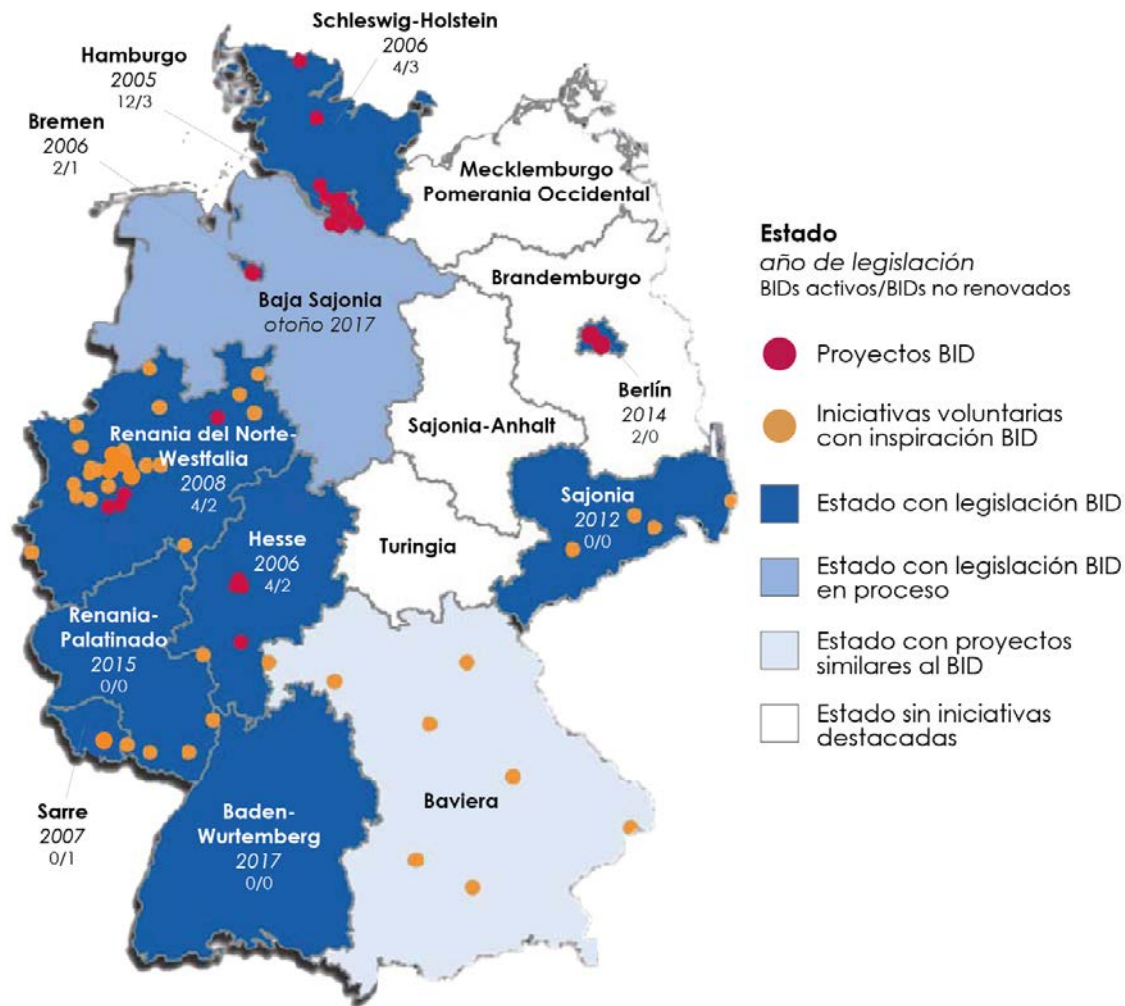 Schleswig-Holstein
2006
4/3
Hamburgo
2005
12/3
Bremen
2006
2/1
Mecklemburgo
Pomerania Occidental
Brandemburgo
Baja Sajonia
otoño 2017
Berlín
2014
2/0
Sajonia-Anhalt
Renania del Norte-
Westfalia
2008
4/2
Sajonia
2012
0/0
Turingia
Hesse
2006
4/2
Renania-
Palatinado
2015
0/0
Sarre
2007
0/1
Baden-
Wurtemberg
2017
0/0
Baviera
Estado
año de legislación
BIDs activos/BIDs no renovados
Proyectos BID
Iniciativas voluntarias
con inspiración BID
Estado con legislación BID
Estado con legislación BID
en proceso
Estado con proyectos
similares al BID
Estado sin iniciativas
destacadas